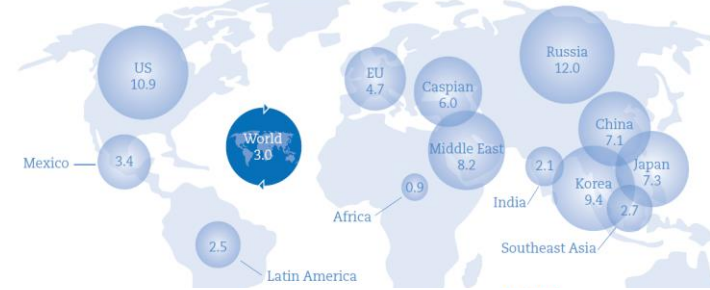 US
10.9
Mexico
3.4
World
3.0
Latin America
2.5
EU
4.7
Caspian
6.0
Middle East
8.2
Africa
0.9
Russia
12.0
China
7.1
Japan
7.3
Korea
9.4
India
2.1
Southeast Asia
2.7